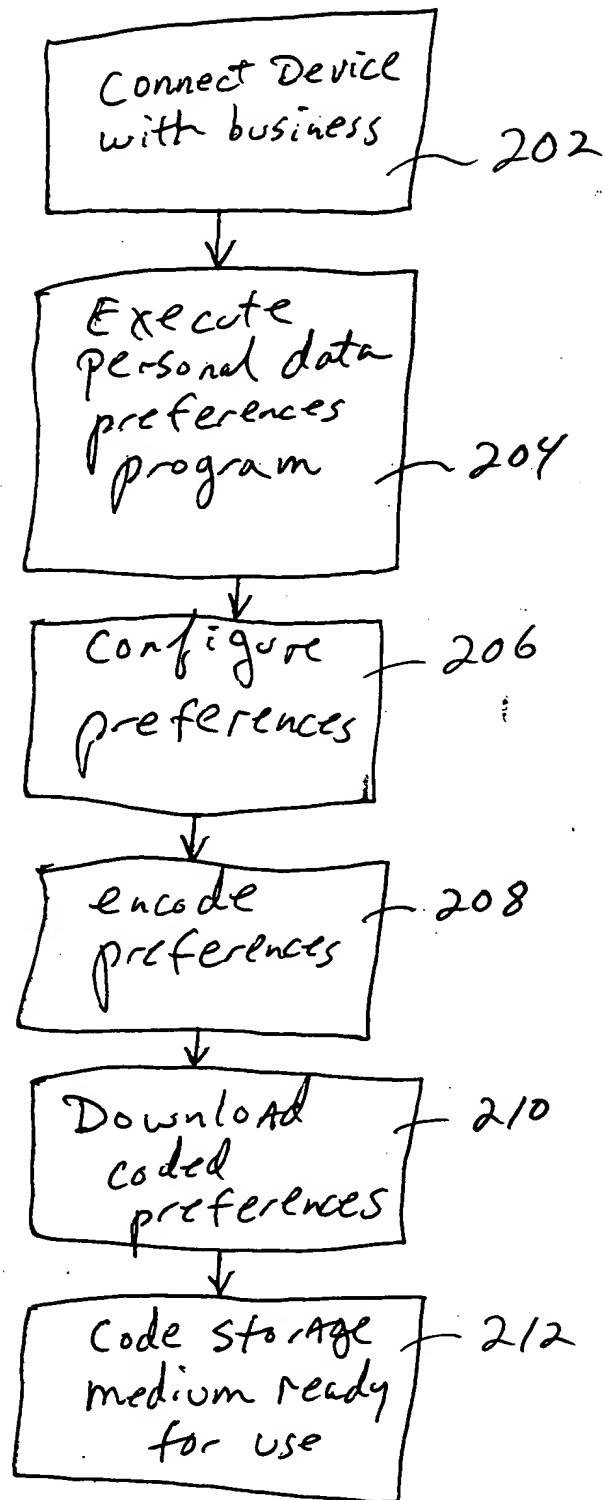 Connect Device
with business
202
Execute
personal data
preferences
program
204
Configure
preferences
206
encode
preferences
208
DownloAd
coded
preferences
210
Code StorAge
medium ready
for use
212